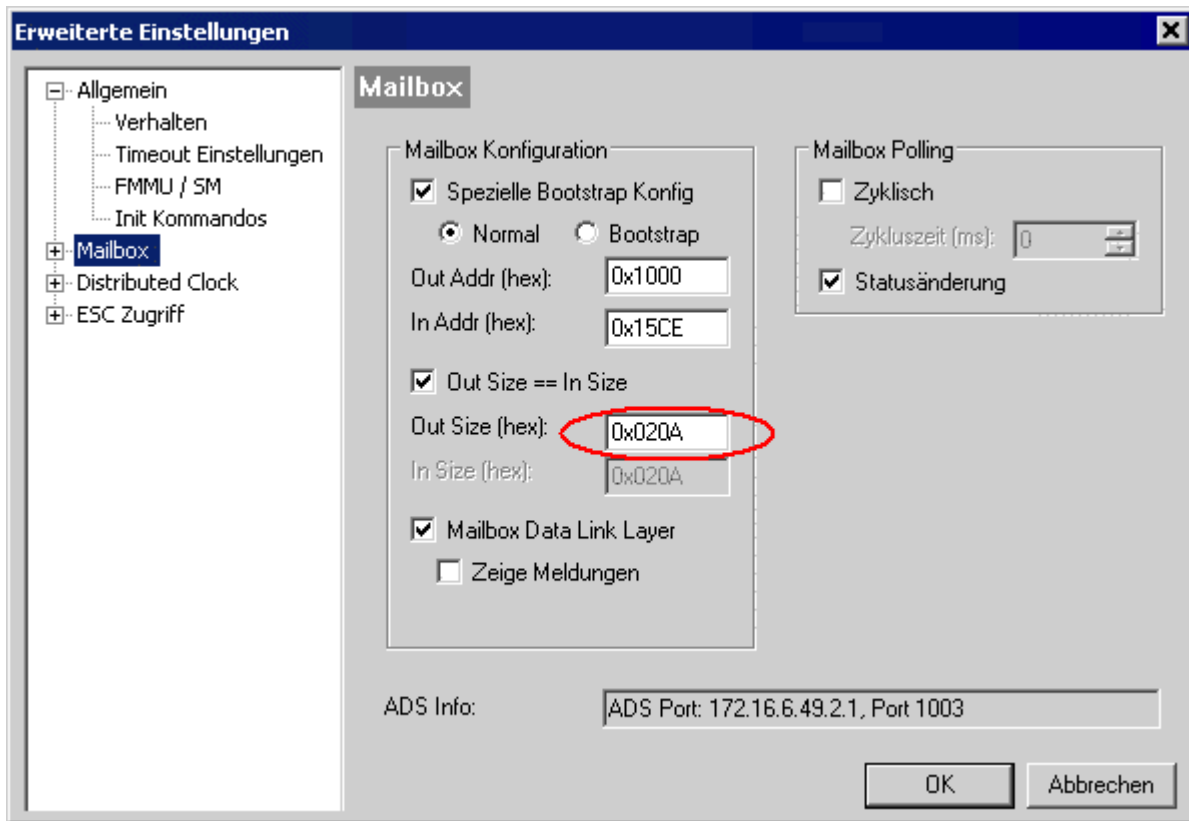 Erweiterte Einstellungen
Allgemein
Verhalten
Timeout Einstellungen
FMMU / SM
Init Kommandos
Mailbox
Distributed Clock
ESC Zugriff
Mailbox
Mailbox Konfiguration
Spezielle Bootstrap Konfig
Normal Bootstrap
Out Addr (hex): 0x1000
In Addr (hex): 0x15CE
Out Size == In Size
Out Size (hex): 0x020A
In Size (hex): 0x020A
Mailbox Data Link Layer
Zeige Meldungen
Mailbox Polling
Zyklisch
Zykluszeit (ms): 0
Statusänderung
ADS Info: ADS Port: 172.16.6.49.2.1, Port 1003
OK Abbrechen